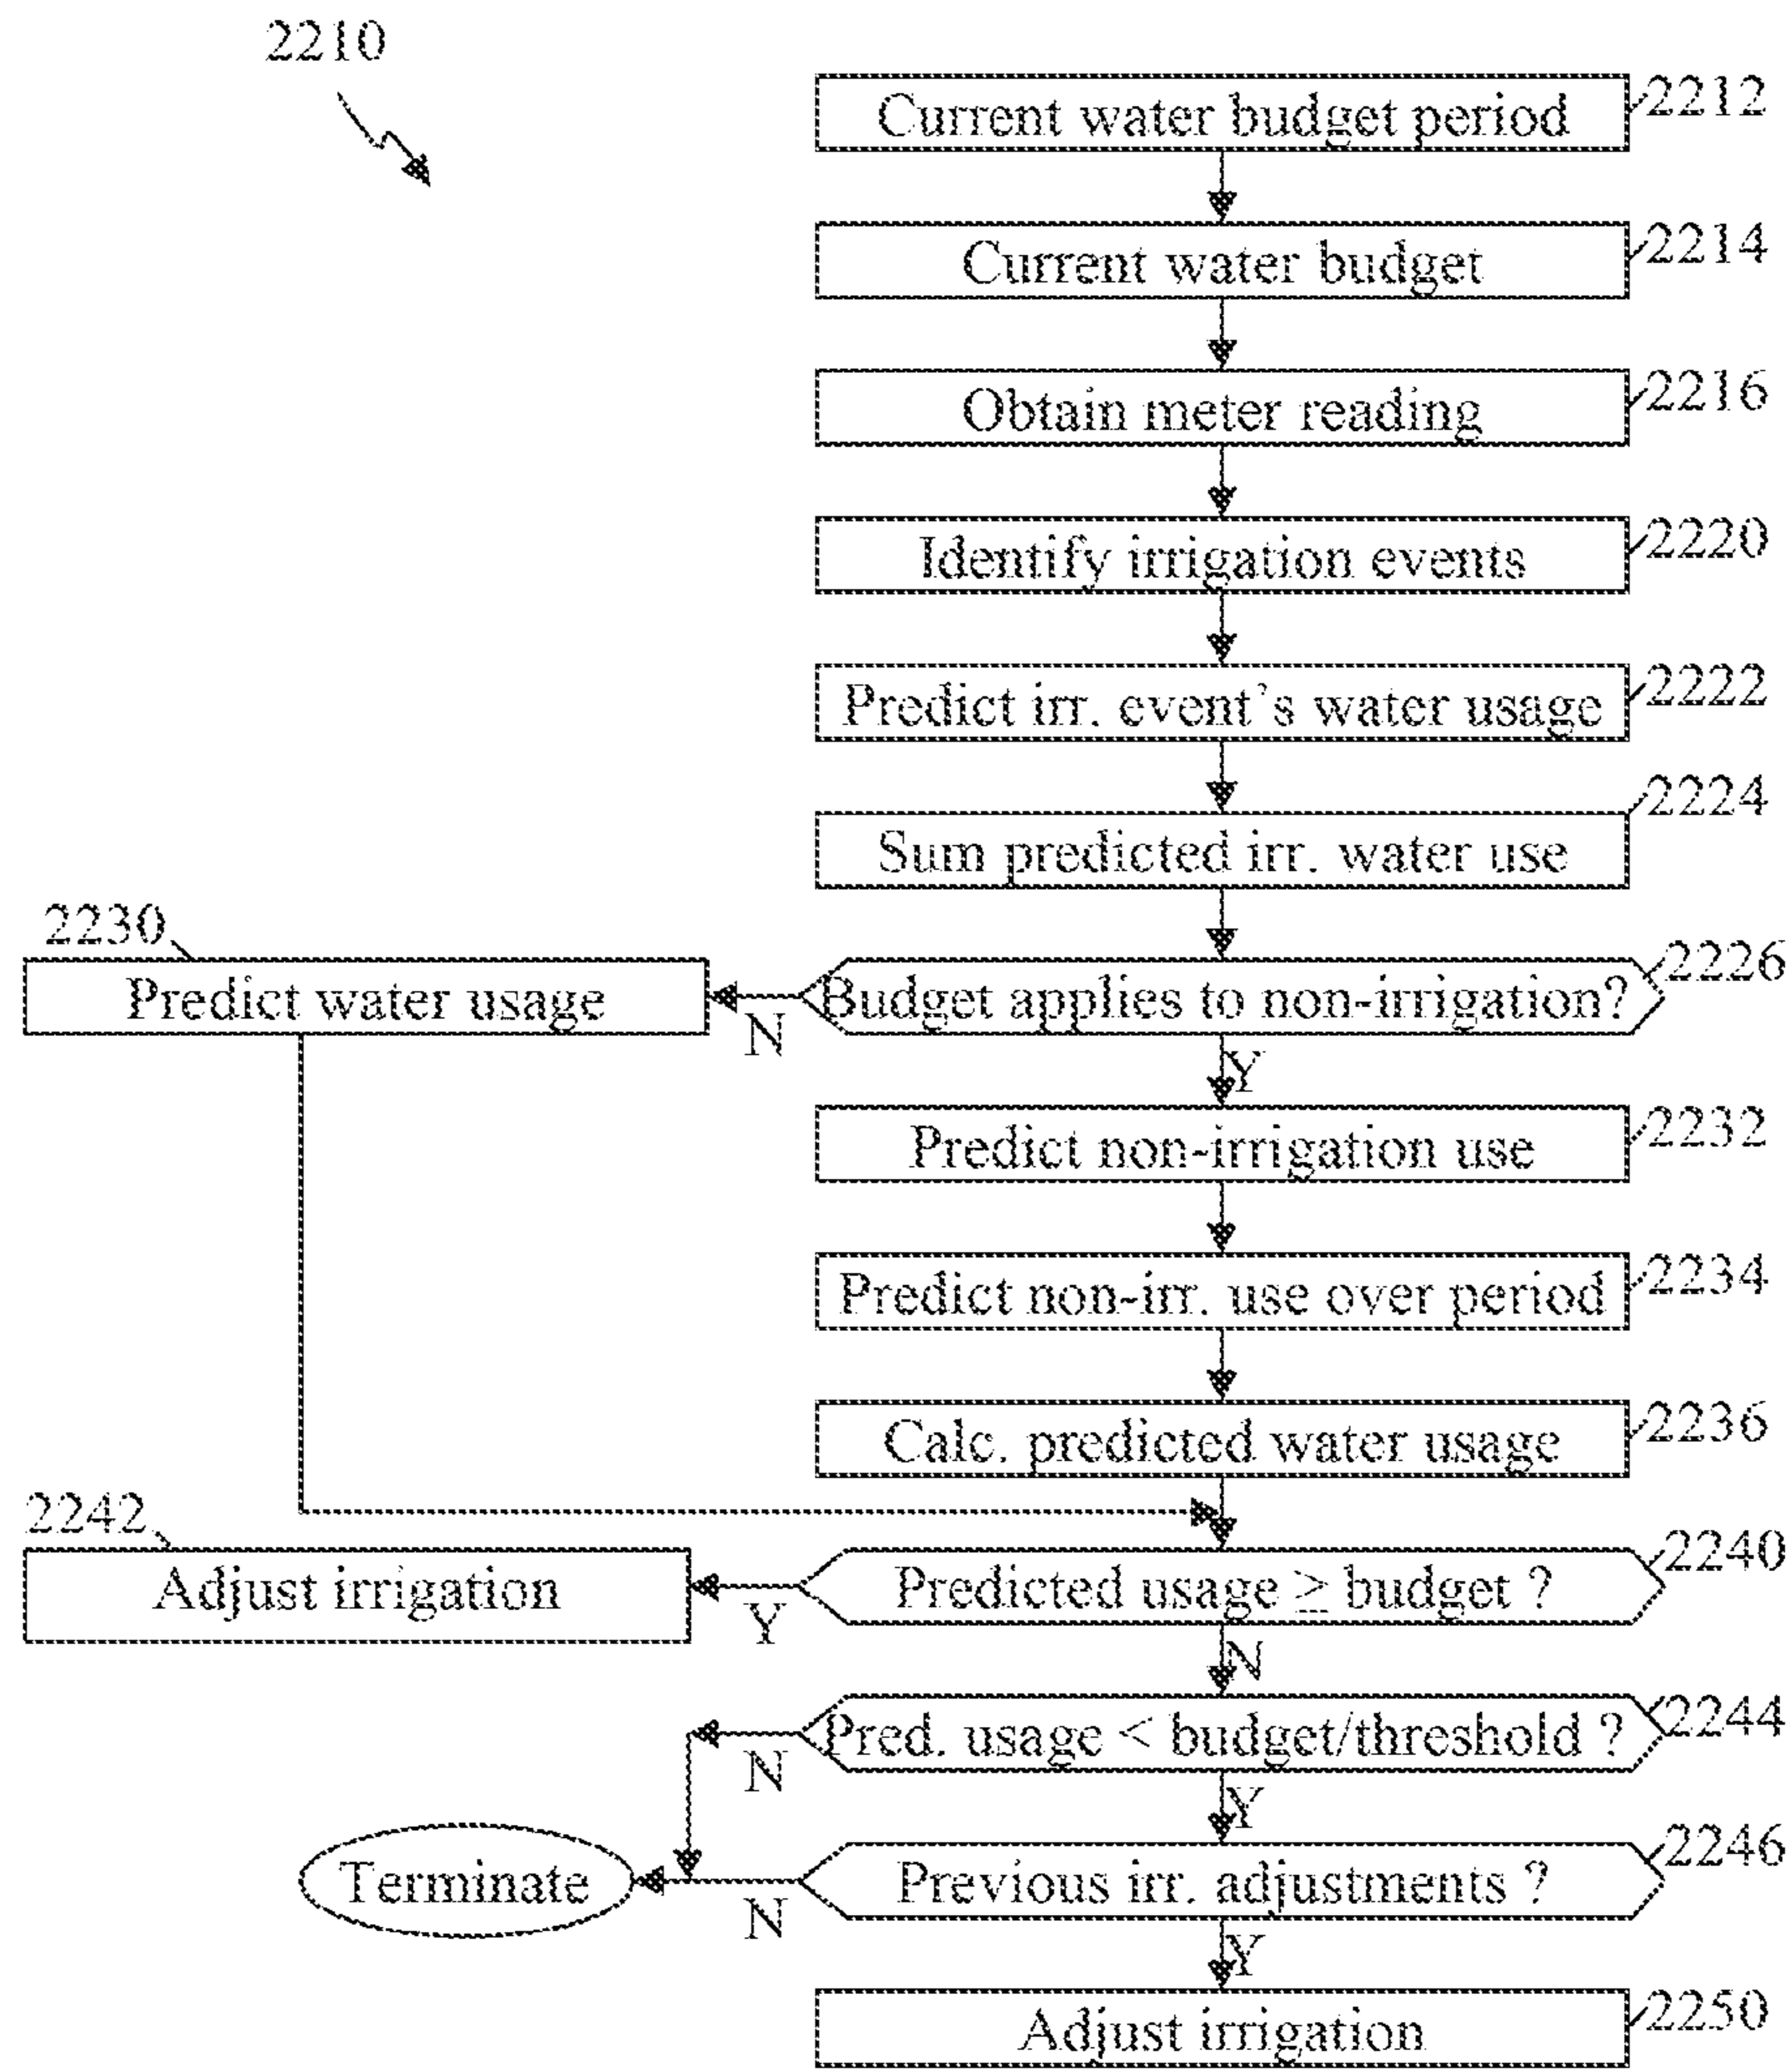 2210
Current water budget period 2212
Current water budget 2214
Obtain meter reading 2216
Identify irrigation events 2220
Predict irr. event's water usage 2222
Sum predicted irr. water use 2224
2230
Predict water usage N Budget applies to non-irrigation? 2226
Y
Predict non-irrigation use 2232
Predict non-irr. use over period 2234
Calc. predicted water usage 2236
2242
Adjust irrigation Y Predicted usage ≥ budget ? 2240
N
Pred. usage < budget/threshold ? 2244
N Y
Terminate N Previous irr. adjustments ? 2246
Y
Adjust irrigation 2250